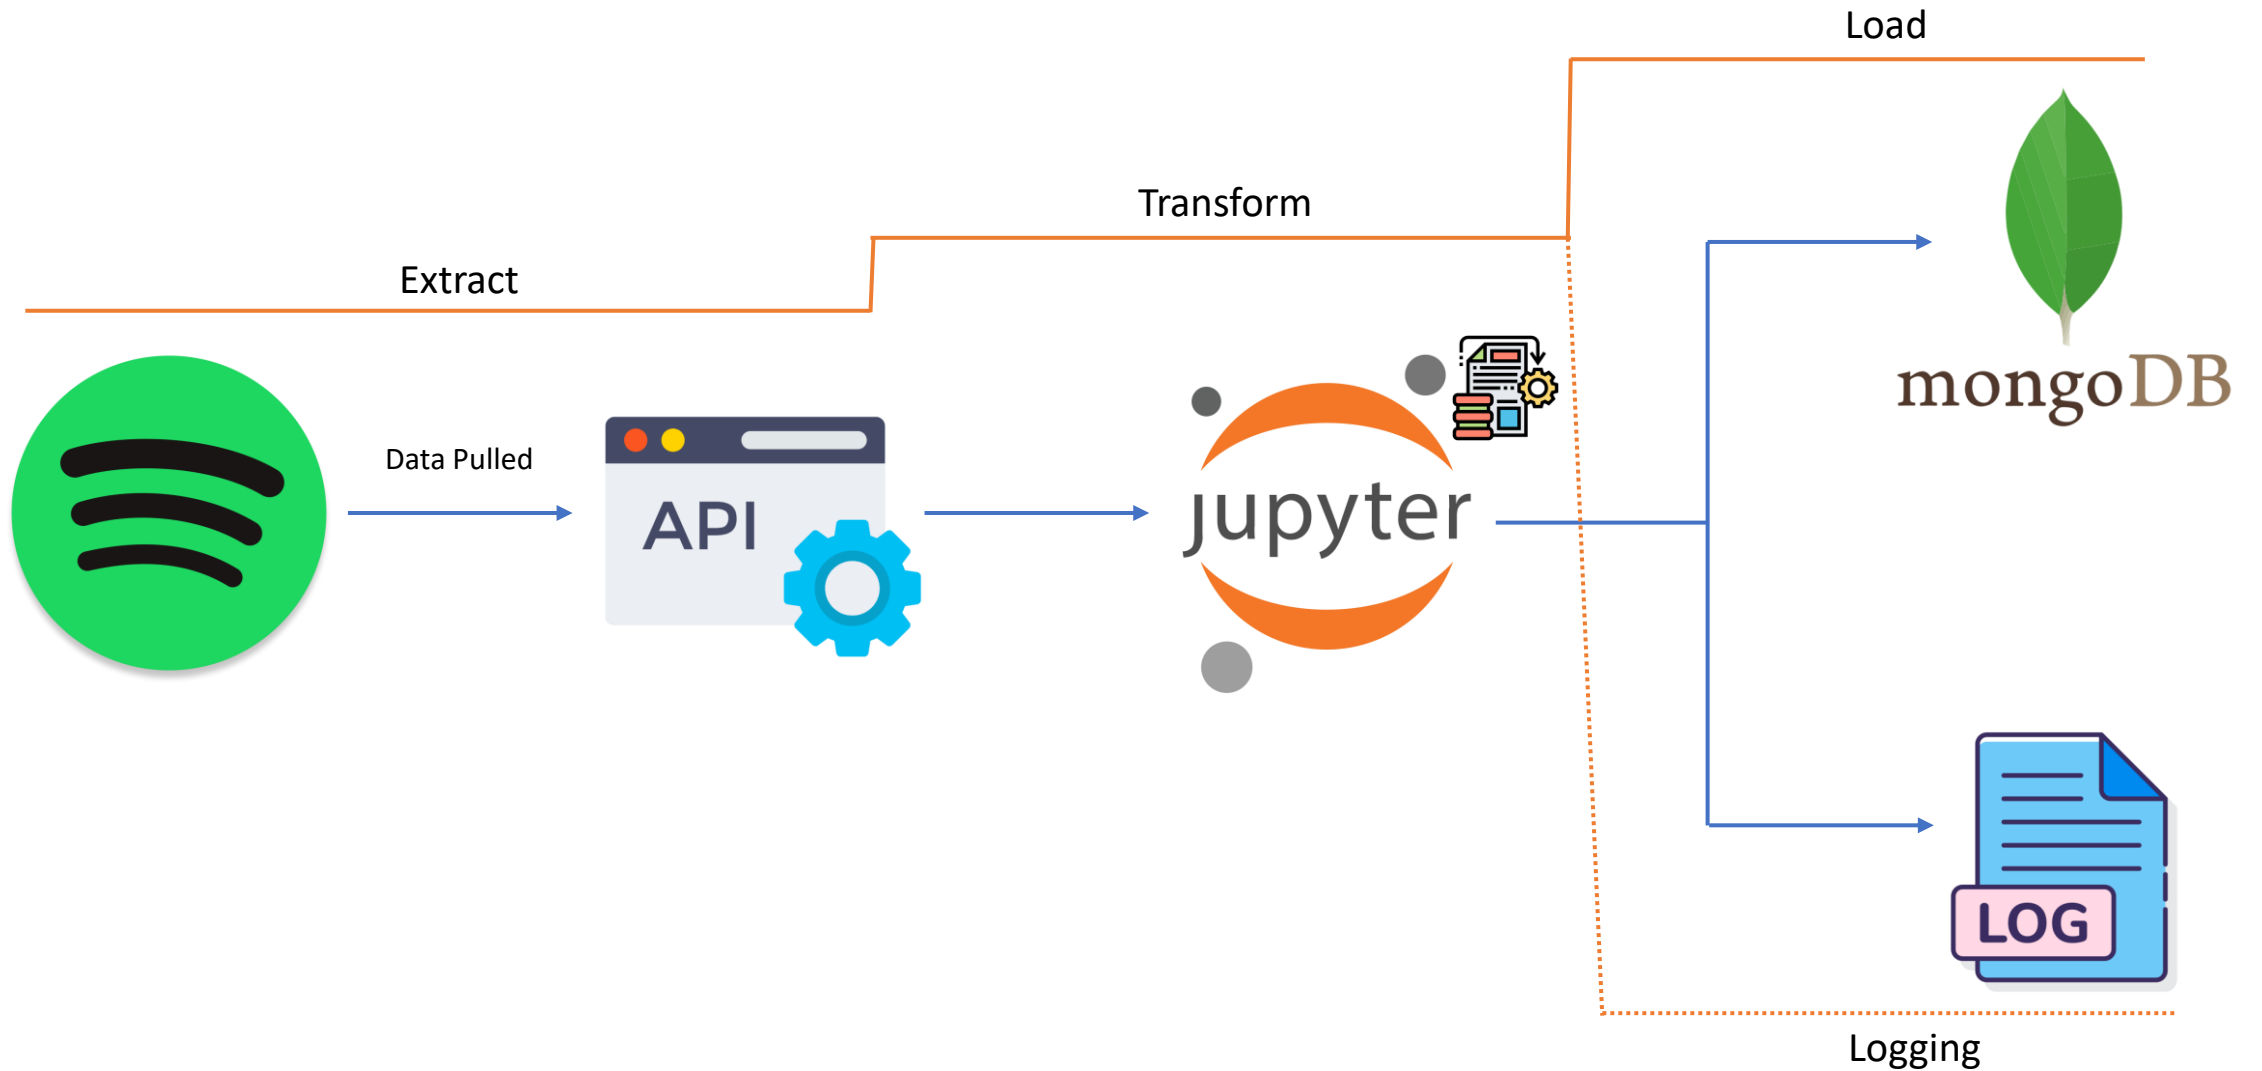 Load
Transform
Extract
mongoDB
Data Pulled
API
jupyter
LOG
Logging